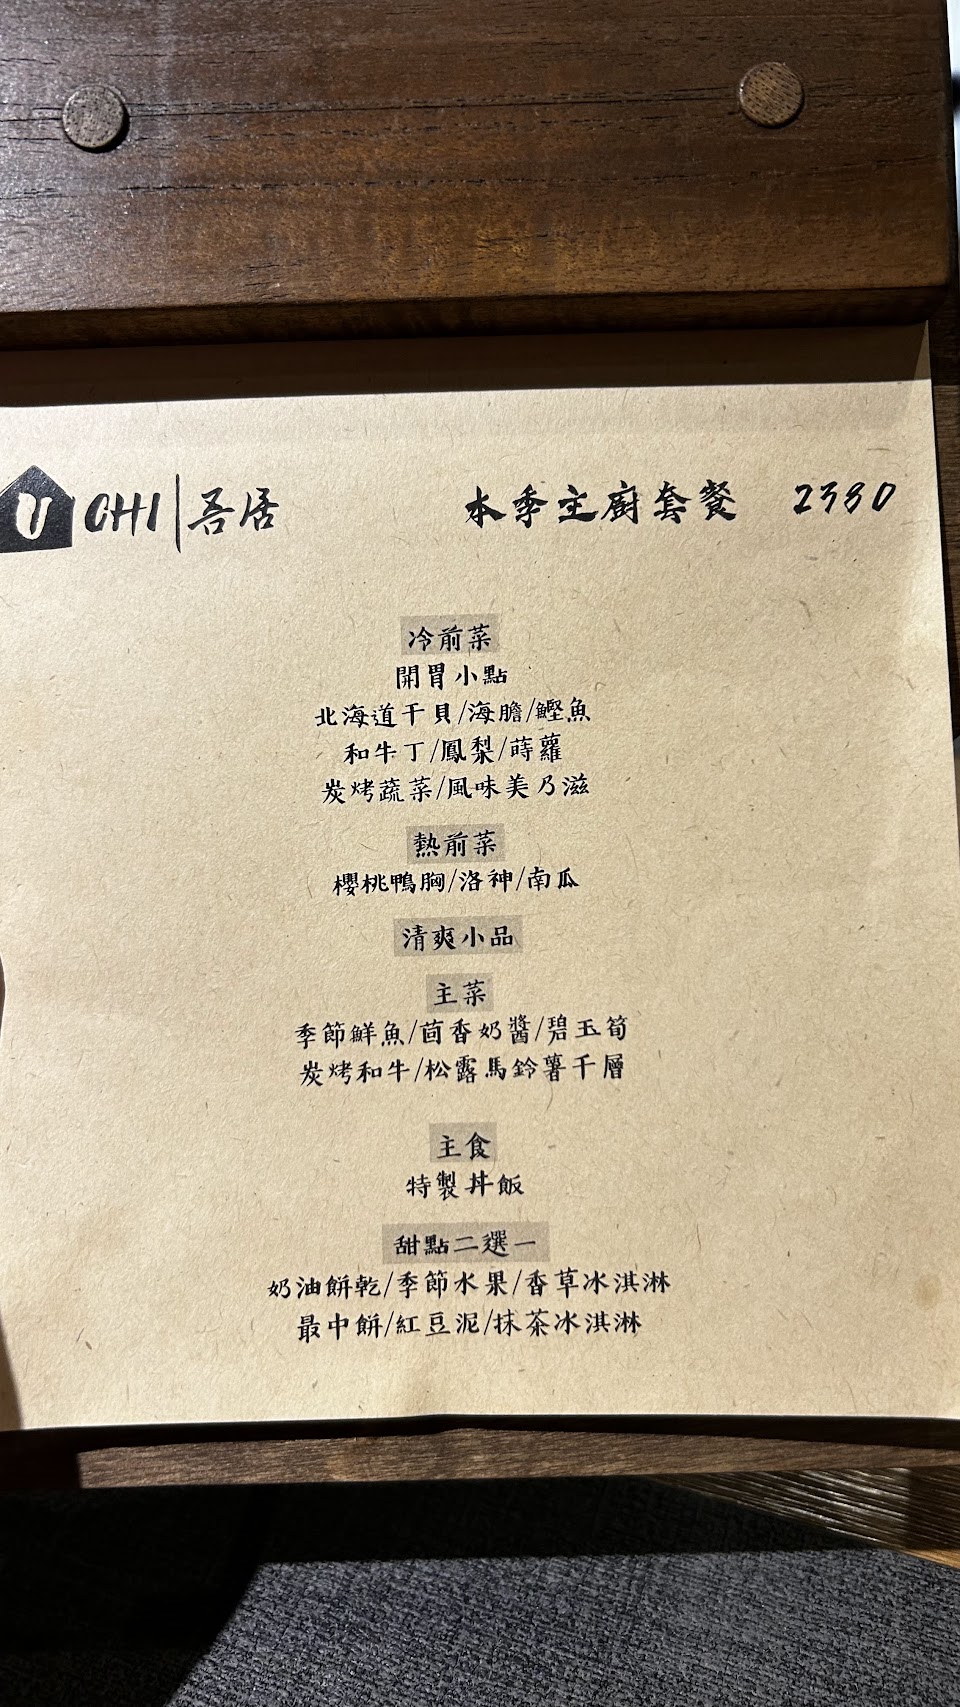 UCHI|吾居
本季主廚套餐 2380
冷前菜
開胃小點
北海道干貝/海膽/鰹魚
和牛丁/鳳梨/蒔蘿
炭烤蔬菜/風味美乃滋
熱前菜
櫻桃鴨胸/洛神/南瓜
清爽小品
主菜
季節鮮魚/茴香奶醬/碧玉筍
炭烤和牛/松露馬鈴薯千層
主食
特製丼飯
甜點二選一
奶油餅乾/季節水果/香草冰淇淋
最中餅/紅豆泥/抹茶冰淇淋